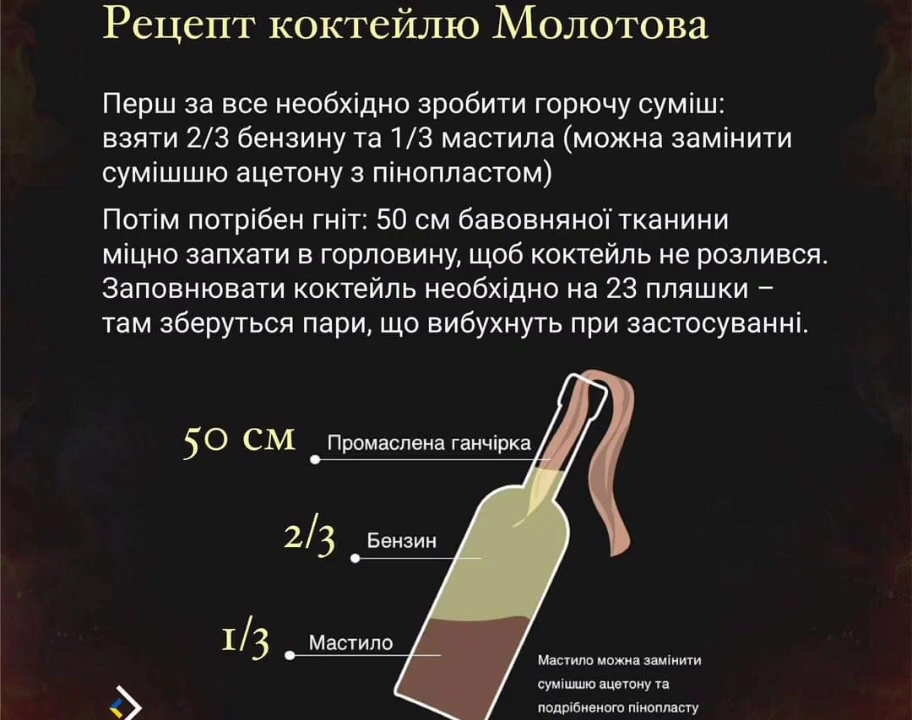 Рецепт коктейлю Молотова
Перш за все необхідно зробити горючу суміш:
взяти 2/3 бензину та 1/3 мастила (можна замінити
сумішшю ацетону з пінопластом)
Потім потрібен гніт: 50 см бавовняної тканини
міцно запхати в горловину, щоб коктейль не розлився.
Заповнювати коктейль необхідно на 23 пляшки –
там зберуться пари, що вибухнуть при застосуванні.
50 см Промаслена ганчірка
2/3 Бензин
1/3 Мастило
Мастило можна замінити
сумішшю ацетону та
подрібненого пінопласту